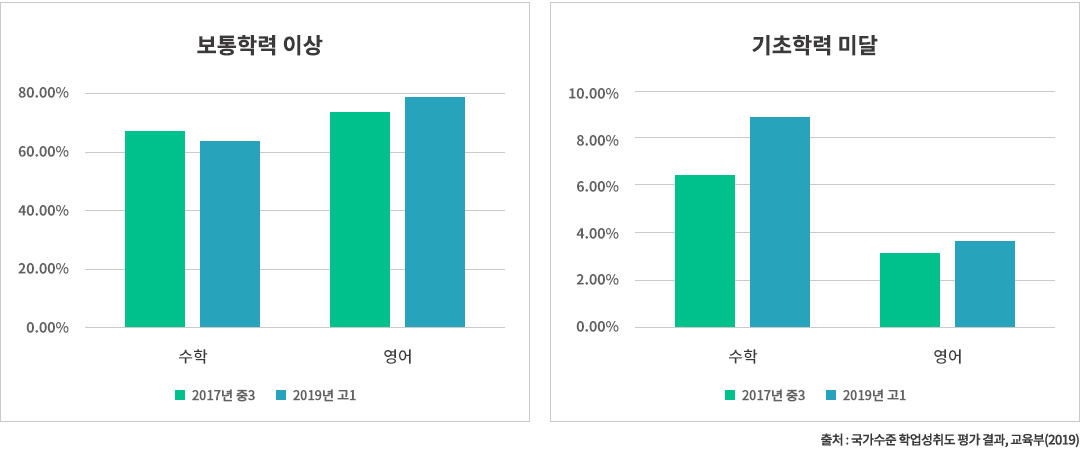 보통학력 이상
80.00%
60.00%
40.00%
20.00%
0.00%
수학 영어
2017년 중3 2019년 고1
기초학력 미달
10.00%
8.00%
6.00%
4.00%
2.00%
0.00%
수학 영어
2017년 중3 2019년 고1
출처 : 국가수준 학업성취도 평가 결과, 교육부(2019)